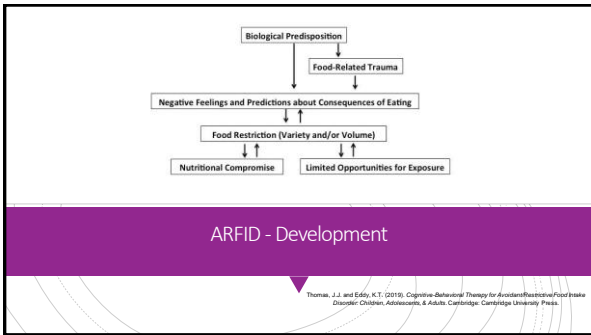 Biological Predisposition
Food-Related Trauma
Negative Feelings and Predictions about Consequences of Eating
Food Restriction (Variety and/or Volume)
Nutritional Compromise
Limited Opportunities for Exposure
ARFID - Development
Thomas, J.J. and Eddy, K.T. (2019). Cognitive-Behavioral Therapy for Avoidant/Restrictive Food Intake
Disorder: Children, Adolescents, & Adults. Cambridge: Cambridge University Press.